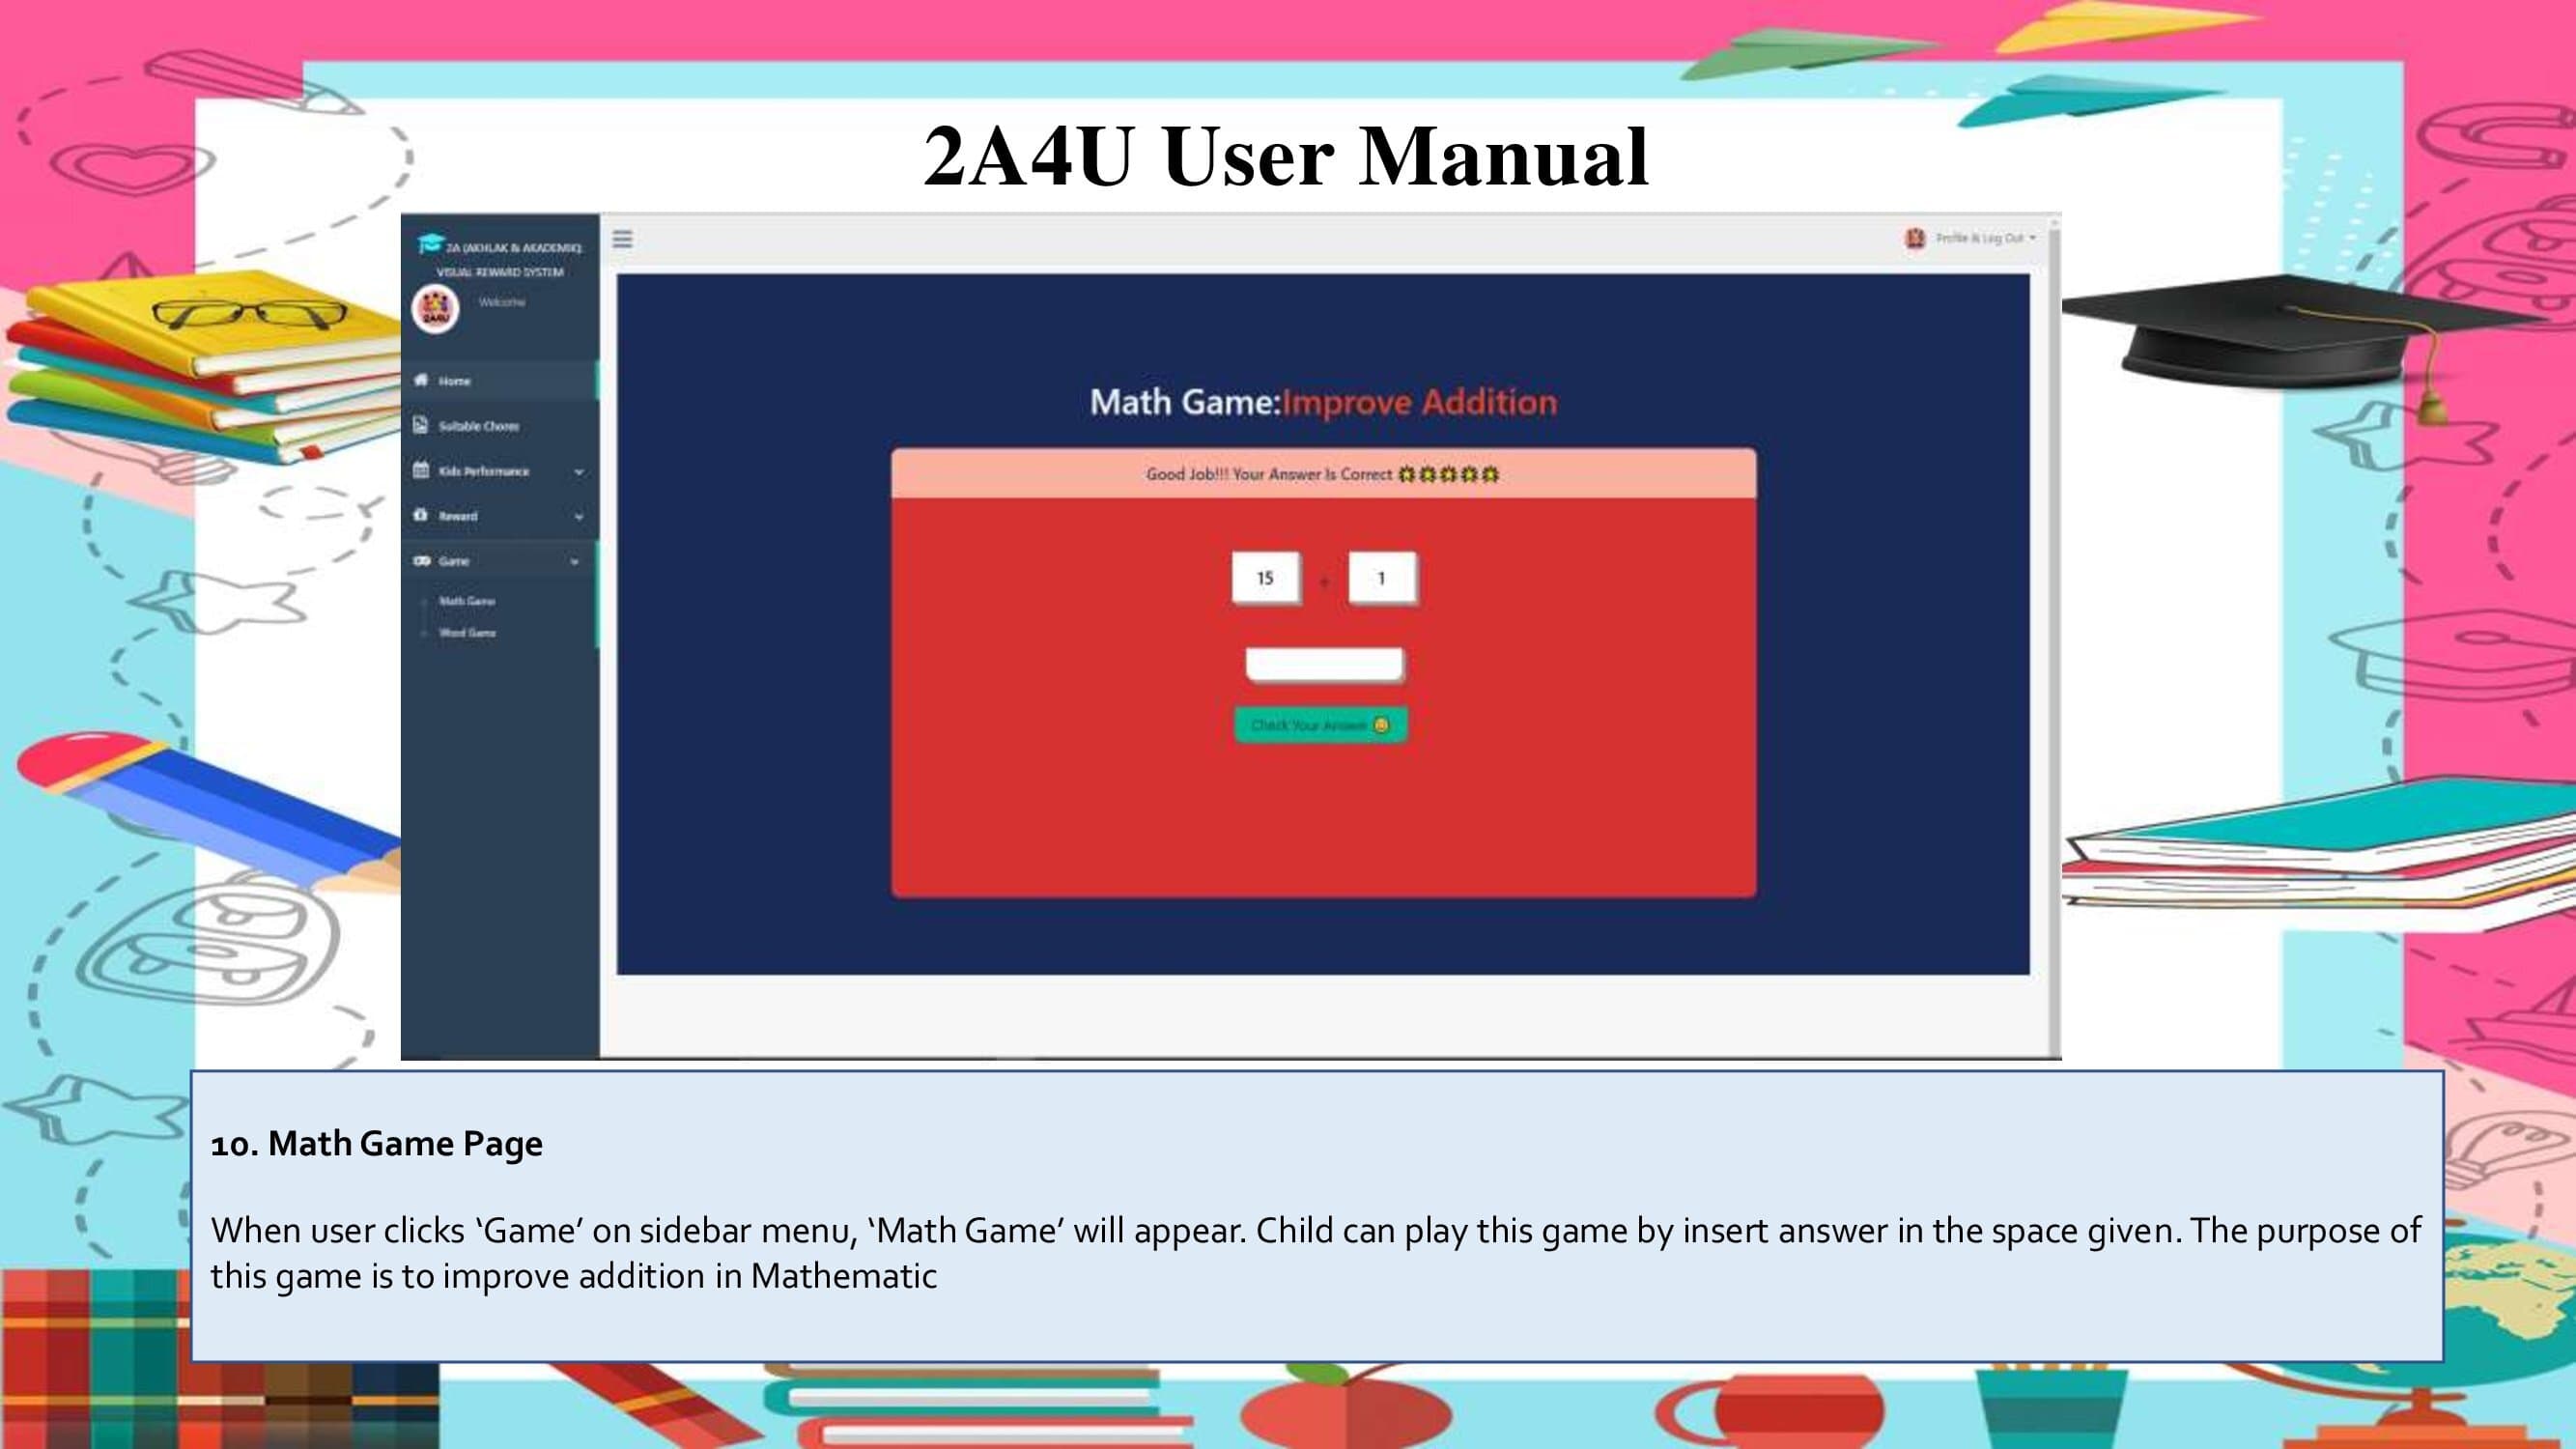 2A4U User Manual
2A (AKHLAK & AKADEMIK):
VISUAL REWARD SYSTEM
2A4U
Welcome
Profile & Log Out
Home
Suitable Chores
Kids Performance
Reward
Game
Math Game
Word Game
Math Game:Improve Addition
Good Job!!! Your Answer Is Correct
15 + 1
Check Your Answer
10. Math Game Page
When user clicks ‘Game’ on sidebar menu, ‘Math Game’ will appear. Child can play this game by insert answer in the space given. The purpose of
this game is to improve addition in Mathematic